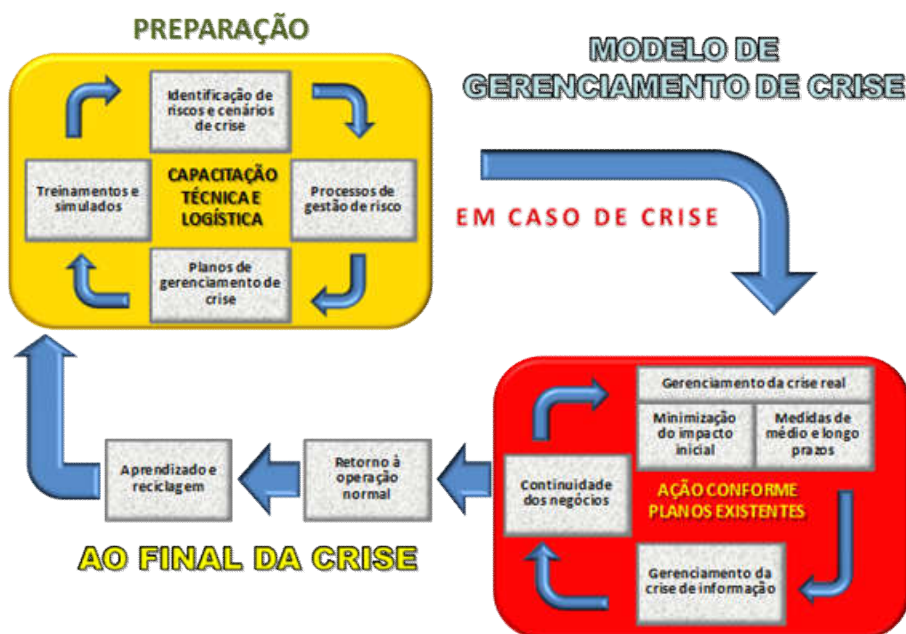 PREPARAÇÃO
MODELO DE
GERENCIAMENTO DE CRISE
Identificação de
riscos e cenários
de crise
Treinamentos e
simulados
CAPACITAÇÃO
TÉCNICA E
LOGÍSTICA
Processos de
gestão de risco
Planos de
gerenciamento de
crise
EM CASO DE CRISE
Gerenciamento da crise real
Minimização
do impacto
inicial
Medidas de
médio e longo
prazos
Continuidade
dos negócios
AÇÃO CONFORME
PLANOS EXISTENTES
Gerenciamento da
crise de informação
Retorno à
operação
normal
Aprendizado e
reciclagem
AO FINAL DA CRISE